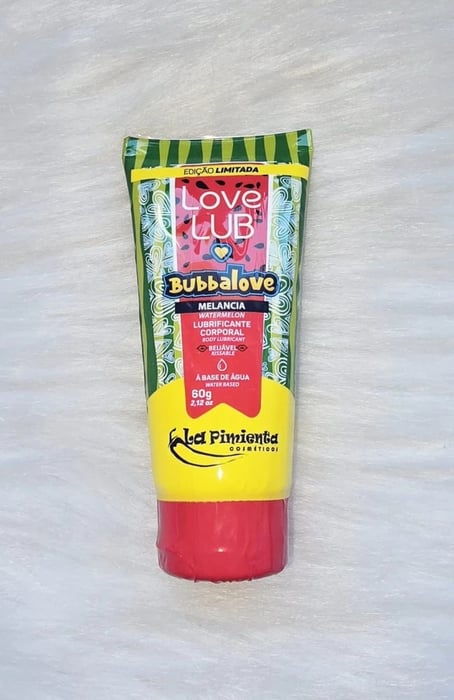 EDIÇÃO LIMITADA
LOVE
LUB
Bubbalove
MELANCIA
WATERMELON
LUBRIFICANTE
CORPORAL
BODY LUBRICANT
BEIJÁVEL
KISSABLE
À BASE DE ÁGUA
WATER BASED
60g
2,12 oz
La Pimienta
COSMÉTICOS